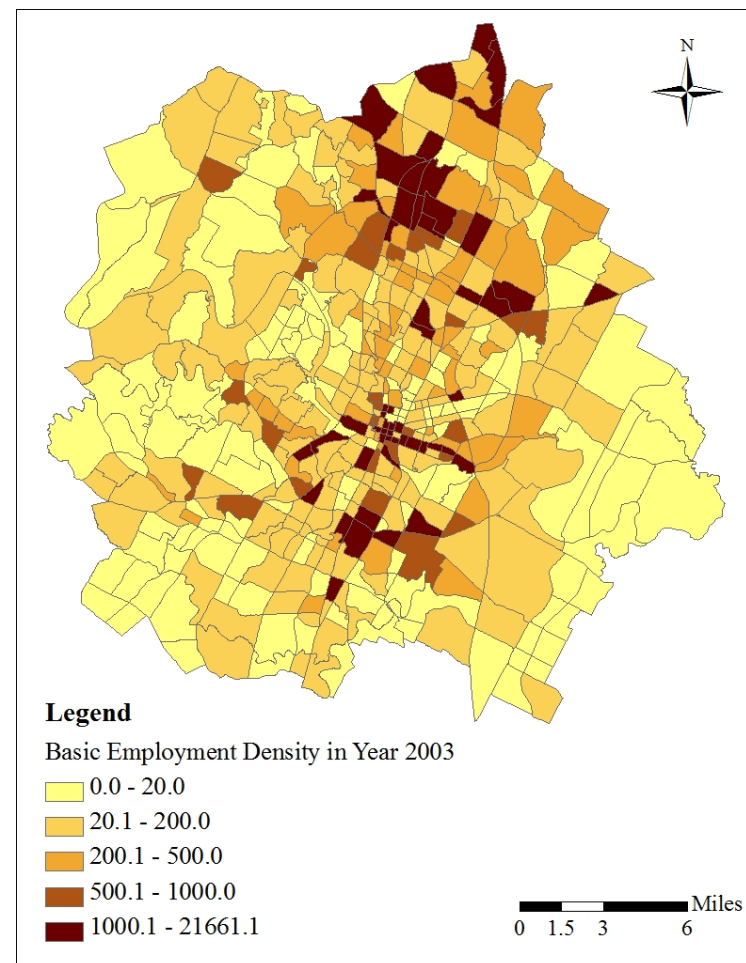 N
Legend
Basic Employment Density in Year 2003
0.0 - 20.0
20.1 - 200.0
200.1 - 500.0
500.1 - 1000.0
1000.1 - 21661.1
Miles
0 1.5 3 6